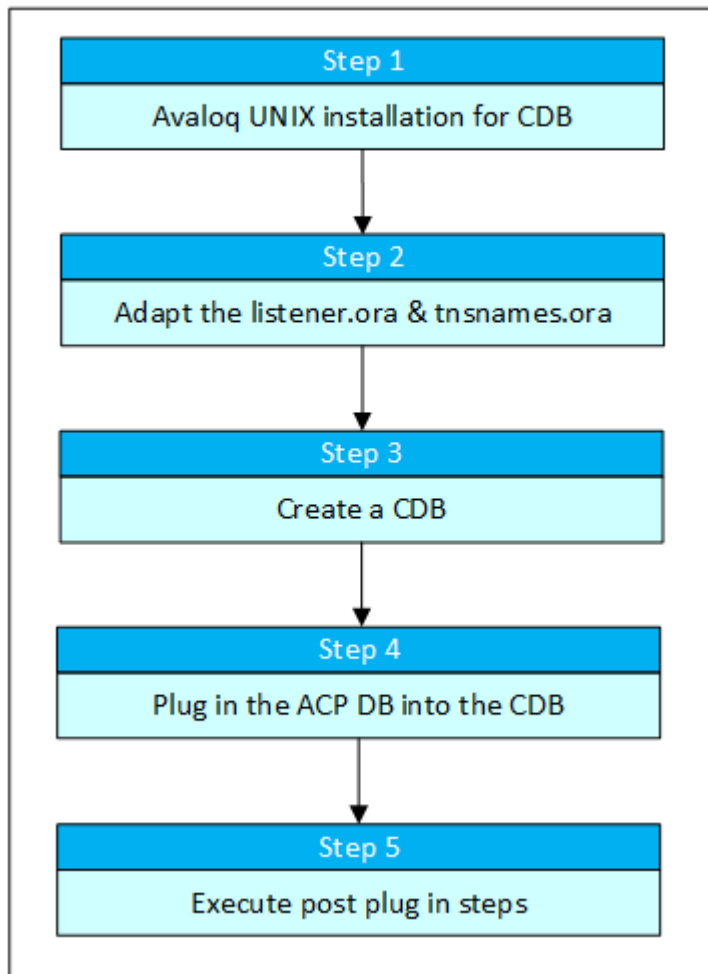 Step 1
Avaloq UNIX installation for CDB
Step 2
Adapt the listener.ora & tnsnames.ora
Step 3
Create a CDB
Step 4
Plug in the ACP DB into the CDB
Step 5
Execute post plug in steps